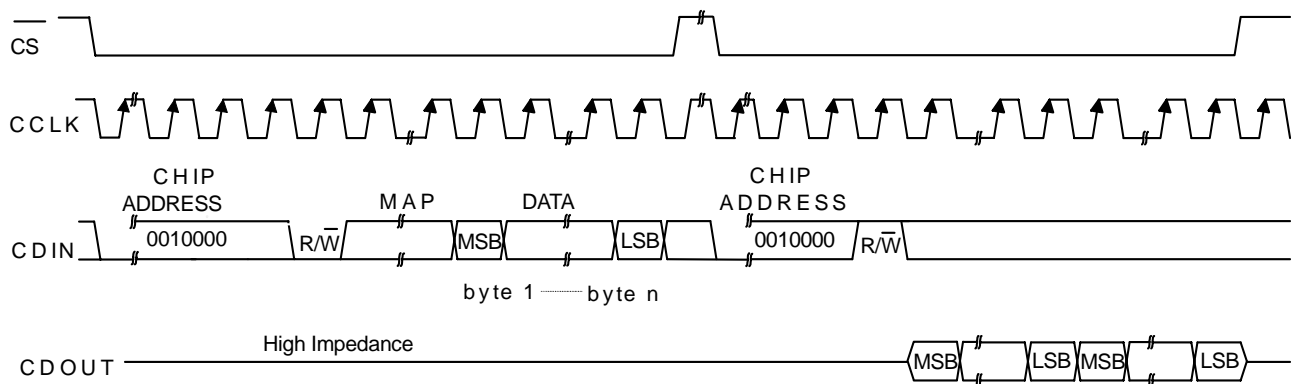 CS
CCLK
CHIP
ADDRESS
MAP
DATA
CHIP
ADDRESS
CDIN
0010000
R/W
MSB
LSB
0010000
R/W
byte 1
byte n
High Impedance
CDOUT
MSB
LSB
MSB
LSB